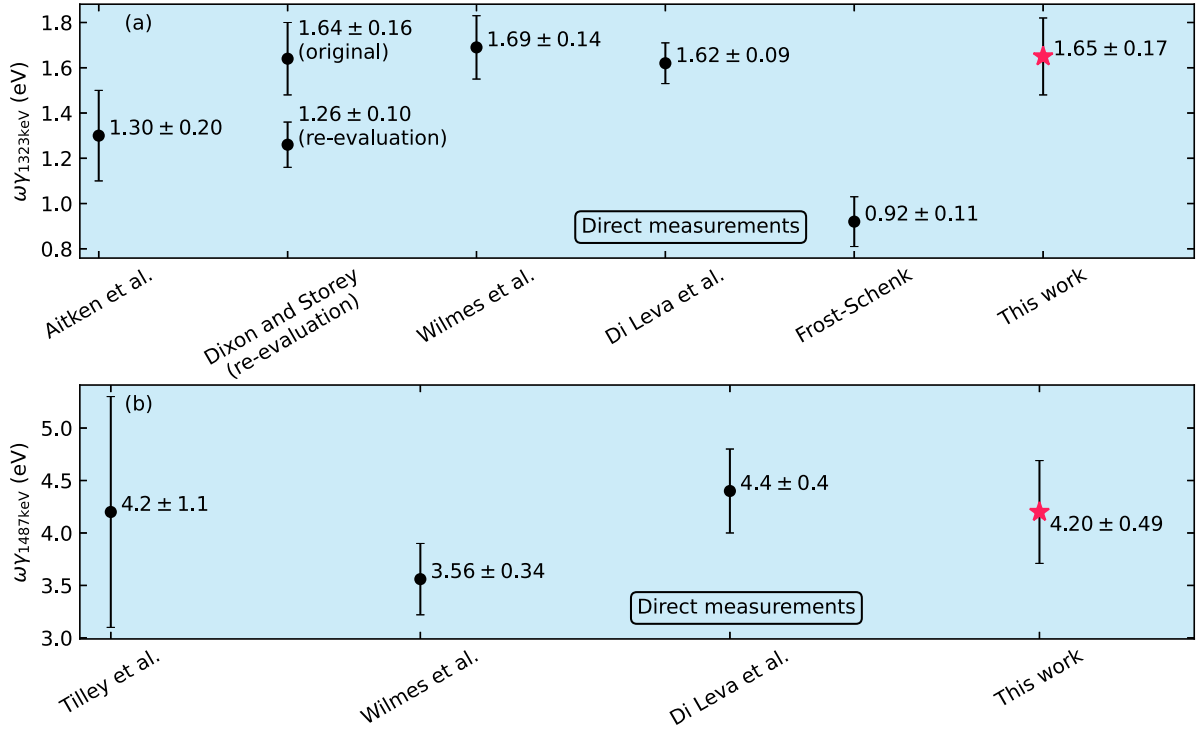 (a)
1.8
1.6
1.4
1.2
1.0
0.8
ωγ1323keV (eV)
1.64 ± 0.16
(original)
1.69 ± 0.14
1.62 ± 0.09
1.65 ± 0.17
1.30 ± 0.20
1.26 ± 0.10
(re-evaluation)
0.92 ± 0.11
Direct measurements
Aitken et al.
Dixon and Storey
(re-evaluation)
Wilmes et al.
Di Leva et al.
Frost-Schenk
This work
(b)
5.0
4.5
4.0
3.5
3.0
ωγ1487keV (eV)
4.2 ± 1.1
3.56 ± 0.34
4.4 ± 0.4
4.20 ± 0.49
Direct measurements
Tilley et al.
Wilmes et al.
Di Leva et al.
This work